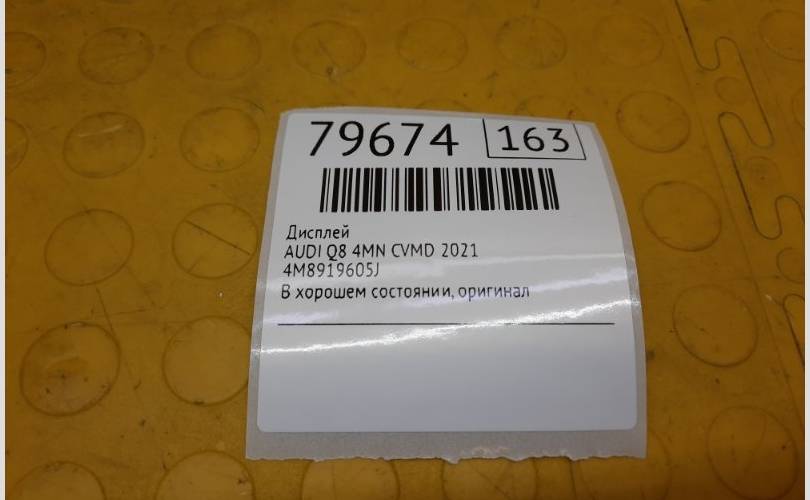 79674 163
Дисплей
AUDI Q8 4MN CVMD 2021
4M8919605J
В хорошем состоянии, оригинал